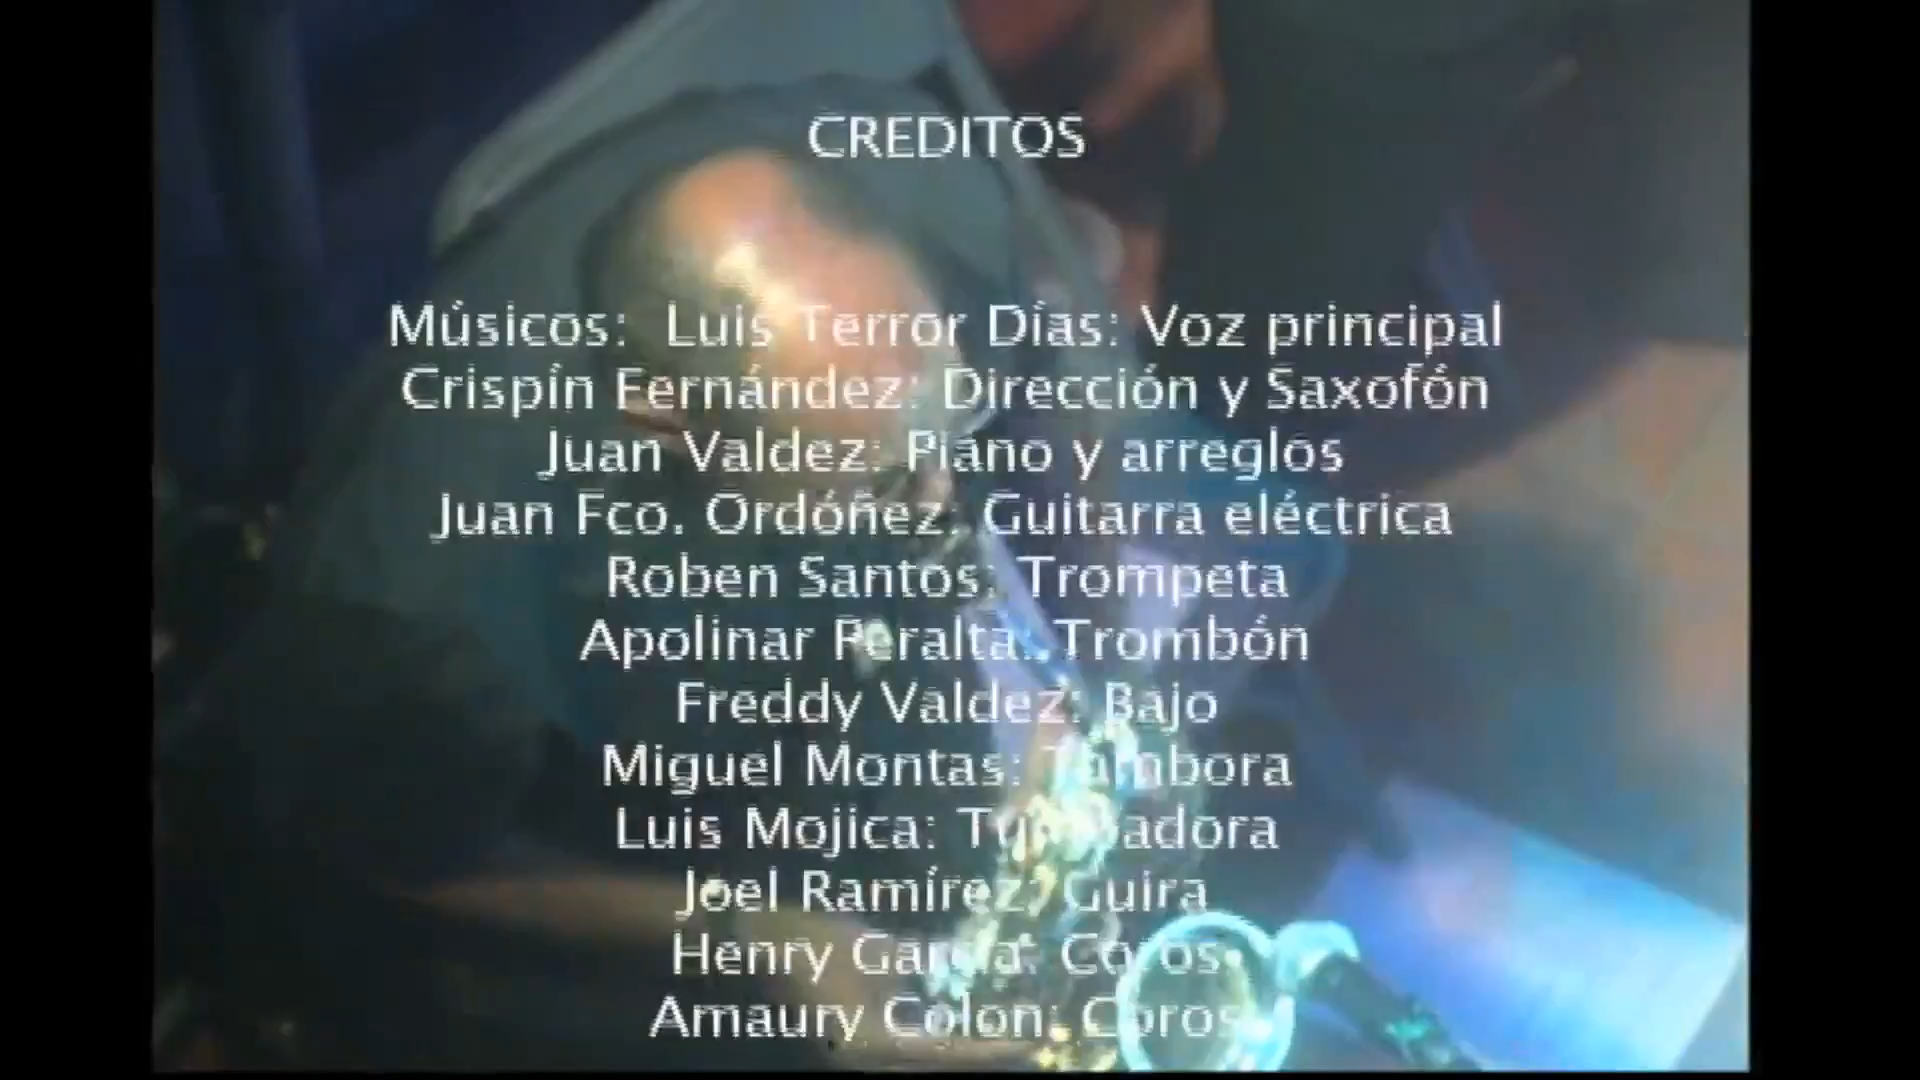 CREDITOS
Músicos: Luis Terror Dìas: Voz principal
Crispín Fernández: Dirección y Saxofón
Juan Valdez: Piano y arreglos
Juan Fco. Ordóñez: Guitarra eléctrica
Roben Santos: Trompeta
Apolinar Peralta: Trombón
Freddy Valdez: Bajo
Miguel Montas: Tambora
Luis Mojica: Tumbadora
Joel Ramírez: Guira
Henry García: Coros
Amaury Colon: Coros